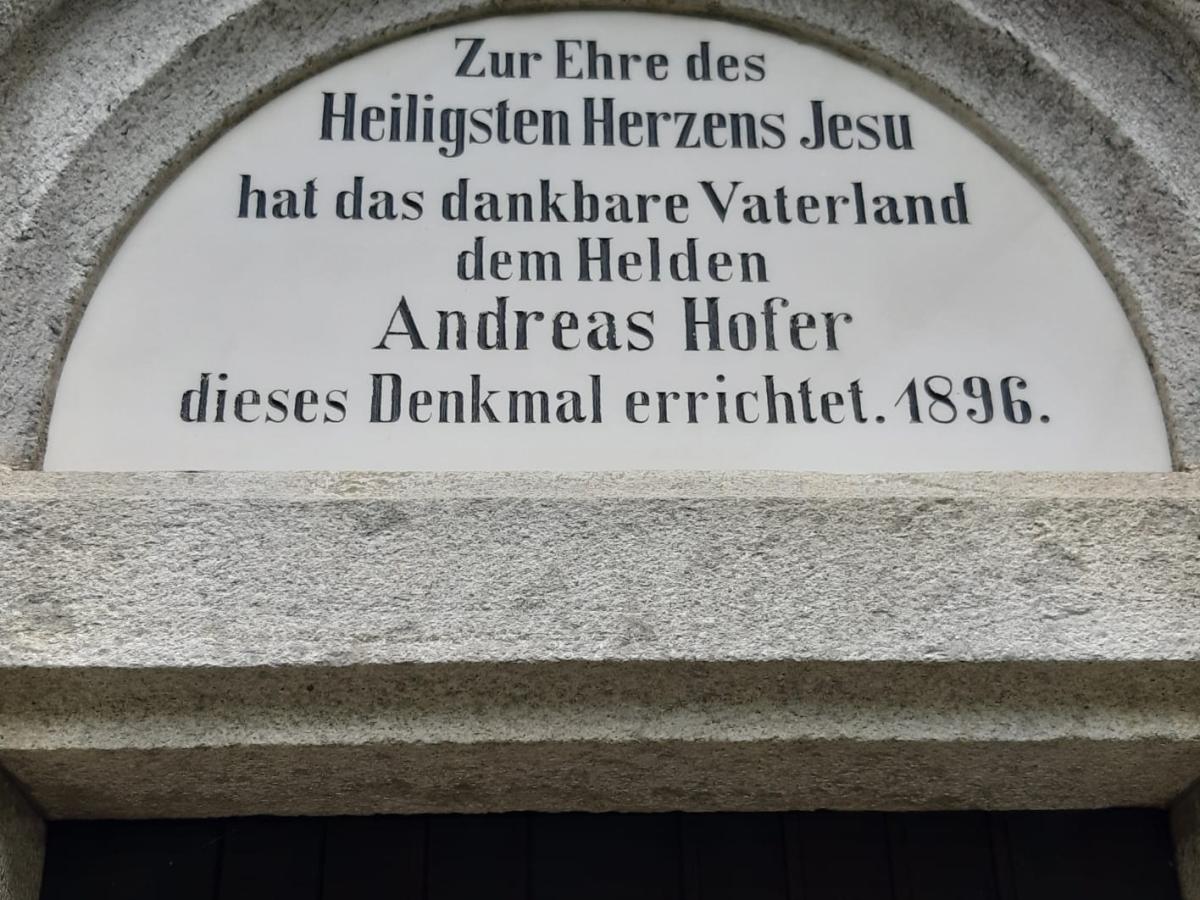 Zur Ehre des
Heiligsten Herzens Jesu
hat das dankbare Vaterland
dem Helden
Andreas Hofer
dieses Denkmal errichtet. 1896.